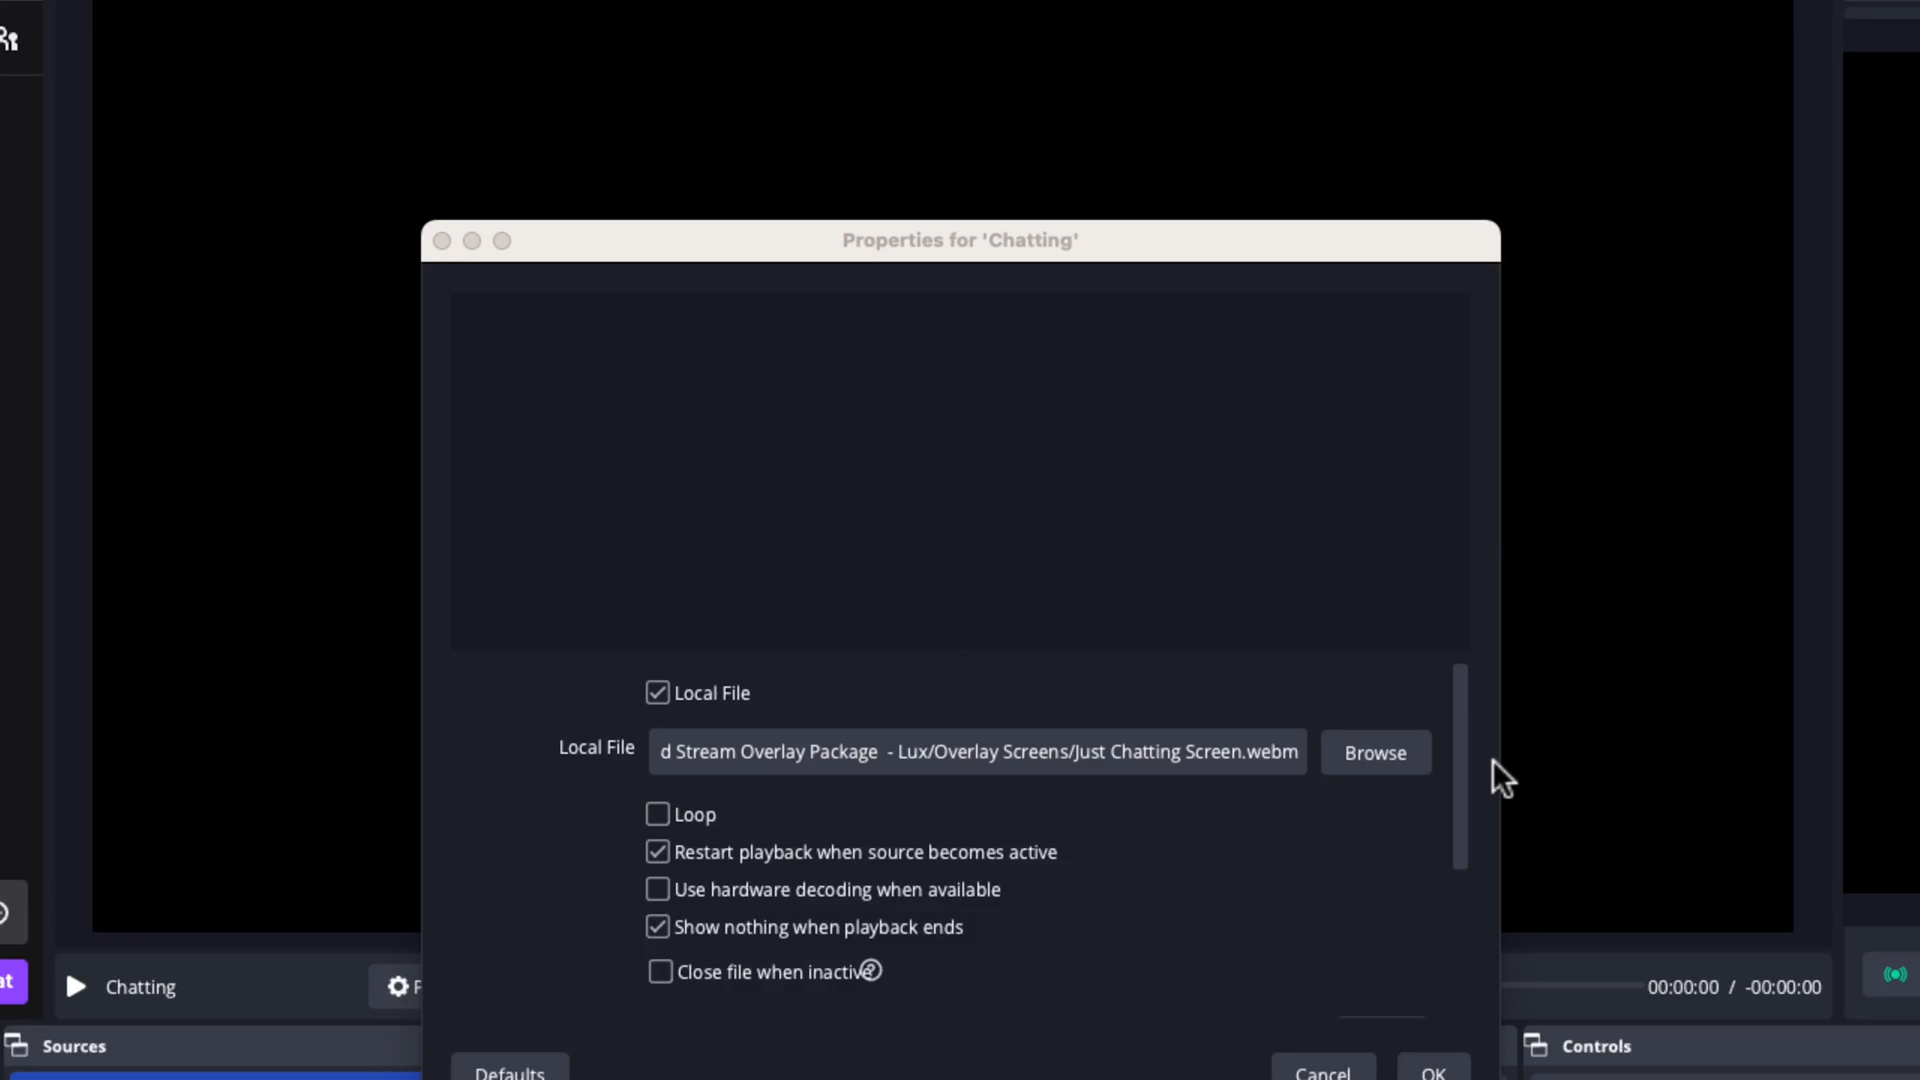 Properties for 'Chatting'
Local File
Local File
d Stream Overlay Package  - Lux/Overlay Screens/Just Chatting Screen.webm
Browse
Loop
Restart playback when source becomes active
Use hardware decoding when available
Show nothing when playback ends
Close file when inactive
at
Chatting
00:00:00 / -00:00:00
Sources
Controls
Defaults
Cancel
OK